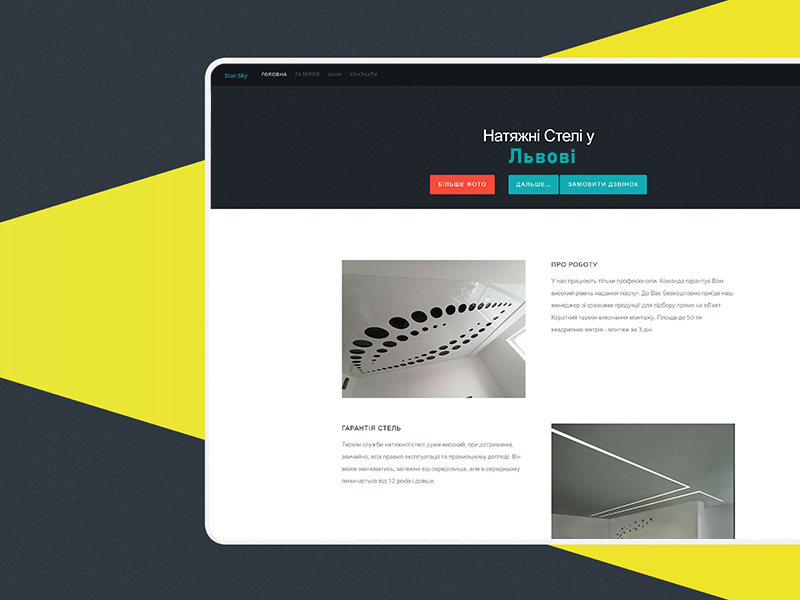 Star-Sky
ГОЛОВНА ГАЛЕРЕЯ ЦІНИ КОНТАКТИ
Натяжні Стелі у
Львові
БІЛЬШЕ ФОТО
ДАЛЬШЕ..
ЗАМОВИТИ ДЗВІНОК
ПРО РОБОТУ
У нас працюють тільки професіонали. Команда гарантує Вам
високий рівень надання послуг. До Вас Безкоштовно приїде наш
менеджер зі зразками продукції для підбору прямо на об'єкт.
Короткий термін виконання монтажу. Площа до 50-ти
квадратних метрів - монтаж за 3 дні.
ГАРАНТІЯ СТЕЛЬ
Термін служби натяжної стелі дуже високий, при дотриманні,
звичайно, всіх правил експлуатації та правильному догляді. Він
може змінюватись, залежно від середовища, але в середньому
починається від 12 років і довше.